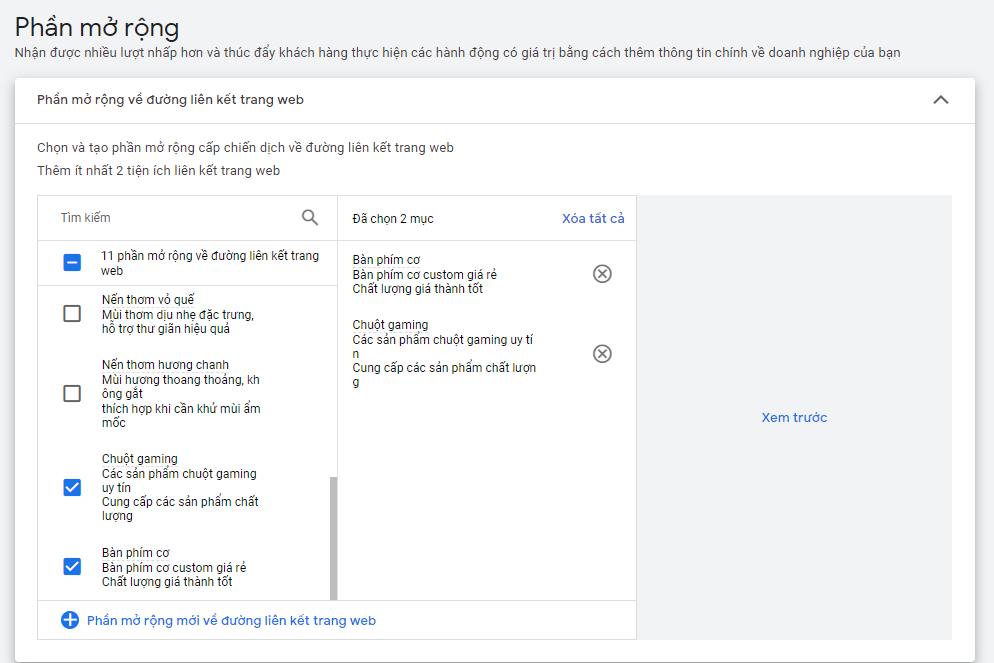 Phần mở rộng
Nhận được nhiều lượt nhấp hơn và thúc đẩy khách hàng thực hiện các hành động có giá trị bằng cách thêm thông tin chính về doanh nghiệp của bạn
Phần mở rộng về đường liên kết trang web
Chọn và tạo phần mở rộng cấp chiến dịch về đường liên kết trang web
Thêm ít nhất 2 tiện ích liên kết trang web
Tìm kiếm
11 phần mở rộng về đường liên kết trang
web
Nến thơm vỏ quế
Mùi thơm dịu nhẹ đặc trưng,
hỗ trợ thư giãn hiệu quả
Nến thơm hương chanh
Mùi hương thoang thoảng, kh
ông gắt
thích hợp khi cần khử mùi ẩm
mốc
Chuột gaming
Các sản phẩm chuột gaming
uy tín
Cung cấp các sản phẩm chất
lượng
Bàn phím cơ
Bàn phím cơ custom giá rẻ
Chất lượng giá thành tốt
Phần mở rộng mới về đường liên kết trang web
Đã chọn 2 mục
Xóa tất cả
Bàn phím cơ
Bàn phím cơ custom giá rẻ
Chất lượng giá thành tốt
Chuột gaming
Các sản phẩm chuột gaming uy tí
n
Cung cấp các sản phẩm chất lượn
g
Xem trước